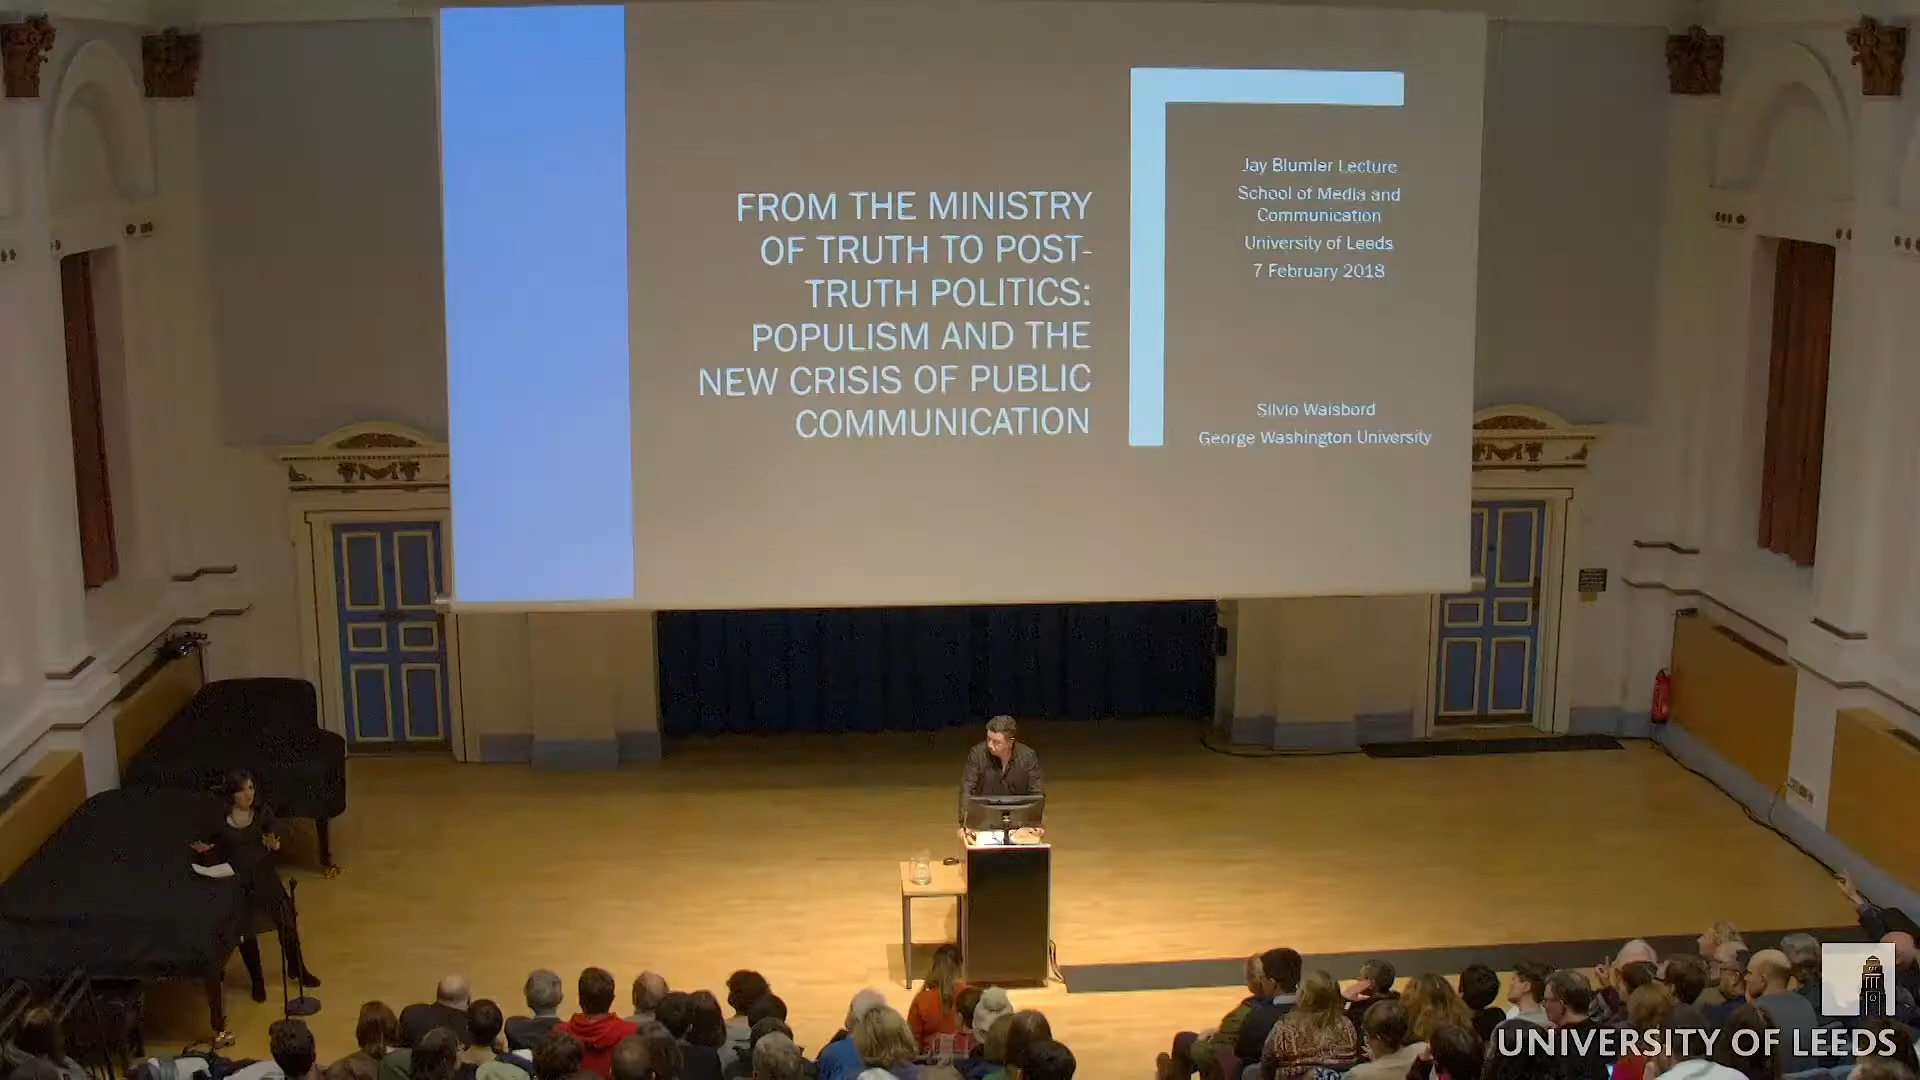 FROM THE MINISTRY
OF TRUTH TO POST-
TRUTH POLITICS:
POPULISM AND THE
NEW CRISIS OF PUBLIC
COMMUNICATION
Jay Blumler Lecture
School of Media and
Communication
University of Leeds
7 February 2018
Silvio Waisbord
George Washington University
UNIVERSITY OF LEEDS